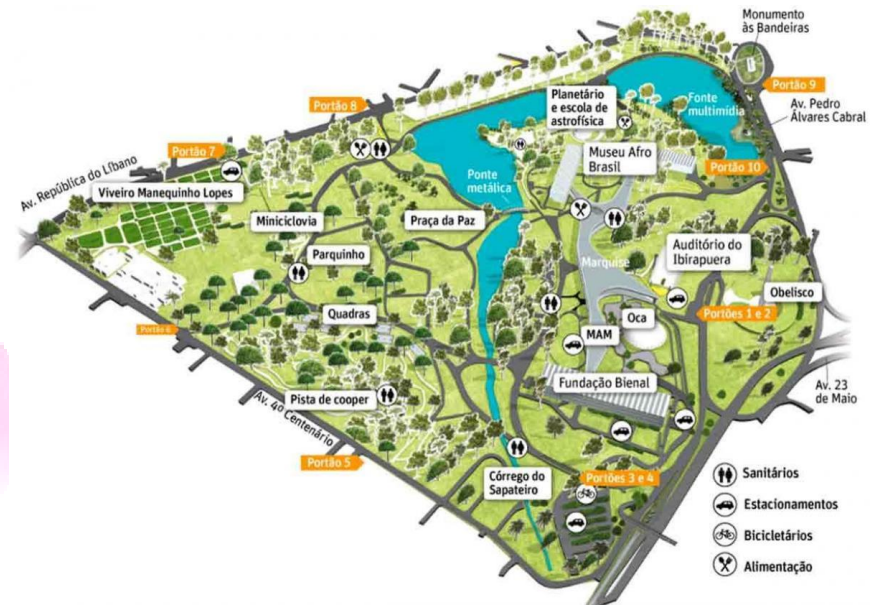 Monumento
às Bandeiras
Portão 9
Av. Pedro
Álvares Cabral
Planetário
e escola de
astrofísica
Fonte
multimídia
Portão 8
Portão 7
Av. República do Líbano
Viveiro Manequinho Lopes
Museu Afro
Brasil
Portão 10
Ponte
metálica
Miniciclovia
Praça da Paz
Parquinho
Marquise
Auditório do
Ibirapuera
Obelisco
Quadras
Oca
Portões 1 e 2
Portão 6
MAM
Fundação Bienal
Av. 23
de Maio
Pista de cooper
Av. 4º Centenário
Portão 5
Córrego do
Sapateiro
Portões 3 e 4
Sanitários
Estacionamentos
Bicicletários
Alimentação